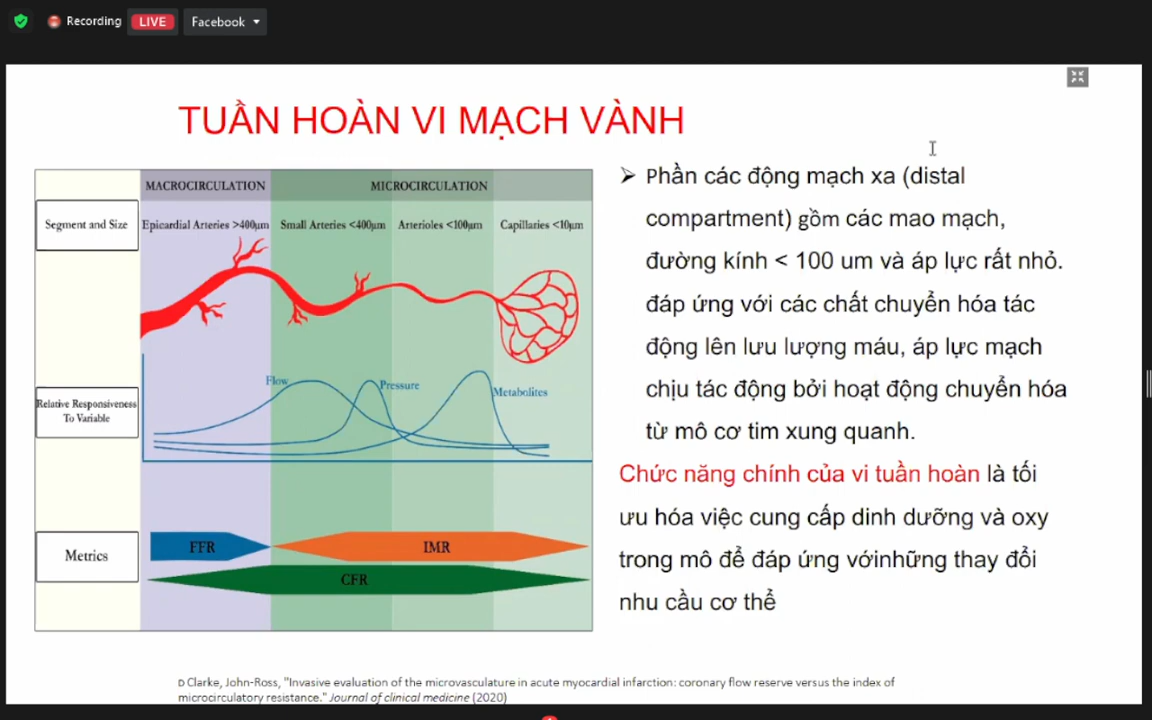 Recording
LIVE
Facebook
TUẦN HOÀN VI MẠCH VÀNH
MACROCIRCULATION
MICROCIRCULATION
Segment and Size
Epicardial Arteries >400μm
Small Arteries <400μm
Arterioles <100μm
Capillaries <10μm
Flow
Pressure
Metabolites
Relative Responsiveness
To Variable
Metrics
FFR
IMR
CFR
➢ Phần các động mạch xa (distal
compartment) gồm các mao mạch,
đường kính < 100 um và áp lực rất nhỏ.
đáp ứng với các chất chuyển hóa tác
động lên lưu lượng máu, áp lực mạch
chịu tác động bởi hoạt động chuyển hóa
từ mô cơ tim xung quanh.
Chức năng chính của vi tuần hoàn là tối
ưu hóa việc cung cấp dinh dưỡng và oxy
trong mô để đáp ứng vớinhững thay đổi
nhu cầu cơ thể
D Clarke, John-Ross, "Invasive evaluation of the microvasculature in acute myocardial infarction: coronary flow reserve versus the index of
microcirculatory resistance." Journal of clinical medicine (2020)